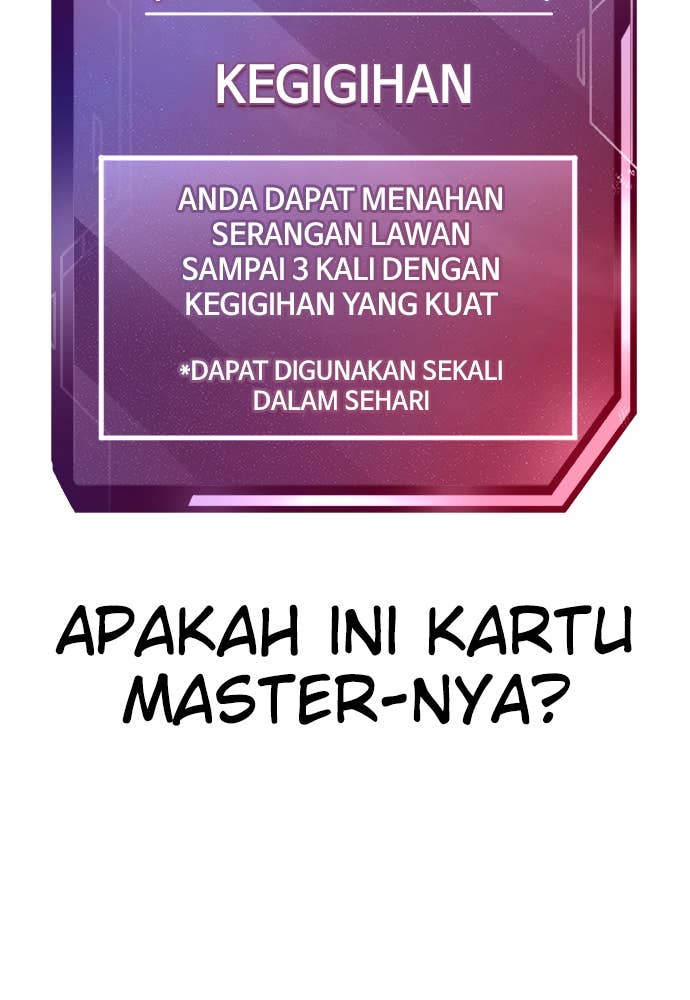 KEGIGIHAN
ANDA DAPAT MENAHAN
SERANGAN LAWAN
SAMPAI 3 KALI DENGAN
KEGIGIHAN YANG KUAT
*DAPAT DIGUNAKAN SEKALI
DALAM SEHARI
APAKAH INI KARTU
MASTER-NYA?